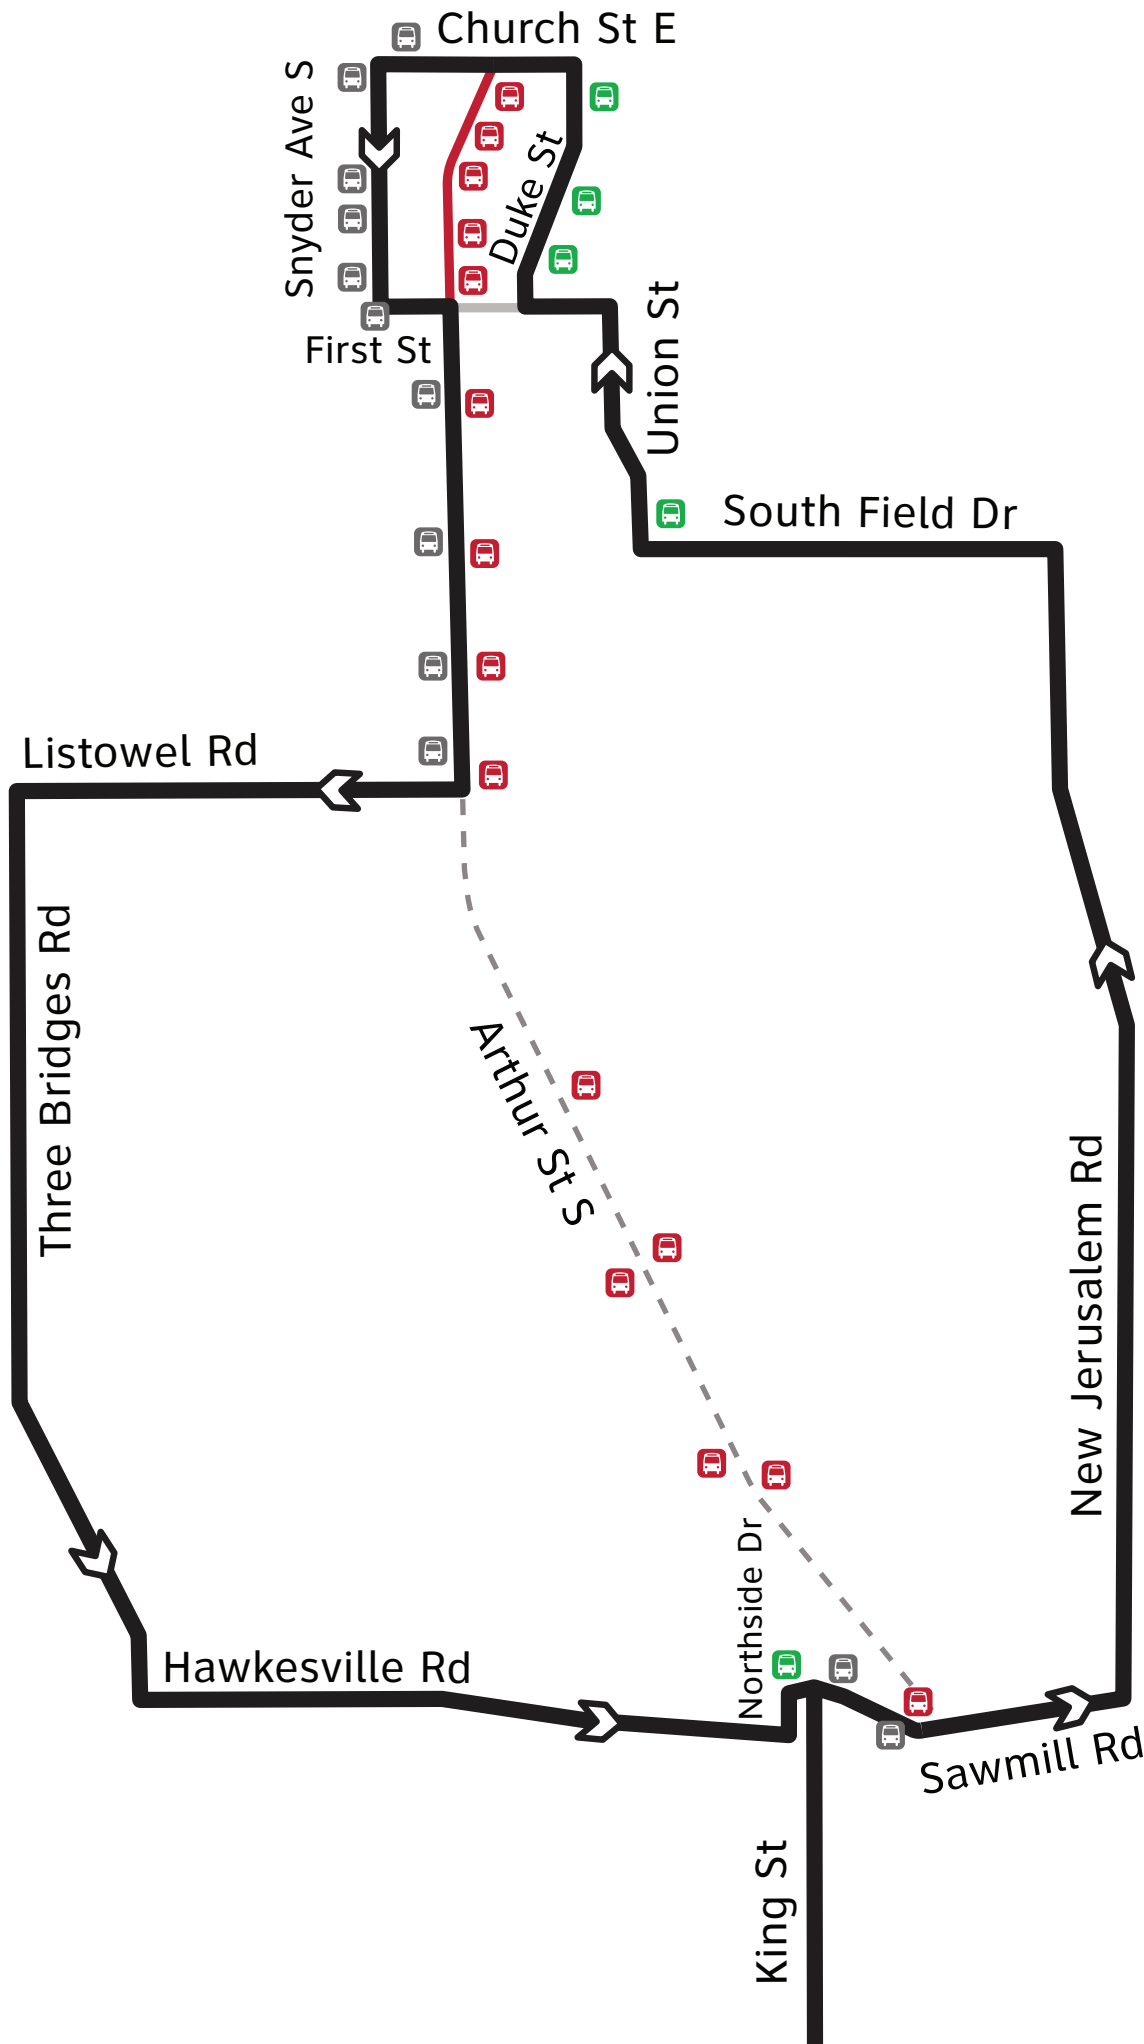 Church St E
Snyder Ave S
Duke St
First St
Union St
South Field Dr
Listowel Rd
Three Bridges Rd
Arthur St S
New Jerusalem Rd
Northside Dr
Hawkesville Rd
Sawmill Rd
King St